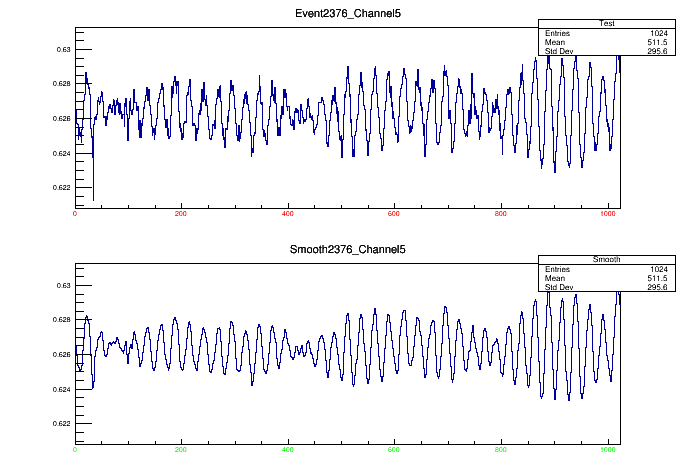 Event2376_Channel5
Test
Entries 1024
Mean 511.5
Std Dev 295.6
0.63
0.628
0.626
0.624
0.622
0 200 400 600 800 1000
Smooth2376_Channel5
Smooth
Entries 1024
Mean 511.5
Std Dev 295.6
0.63
0.628
0.626
0.624
0.622
0 200 400 600 800 1000